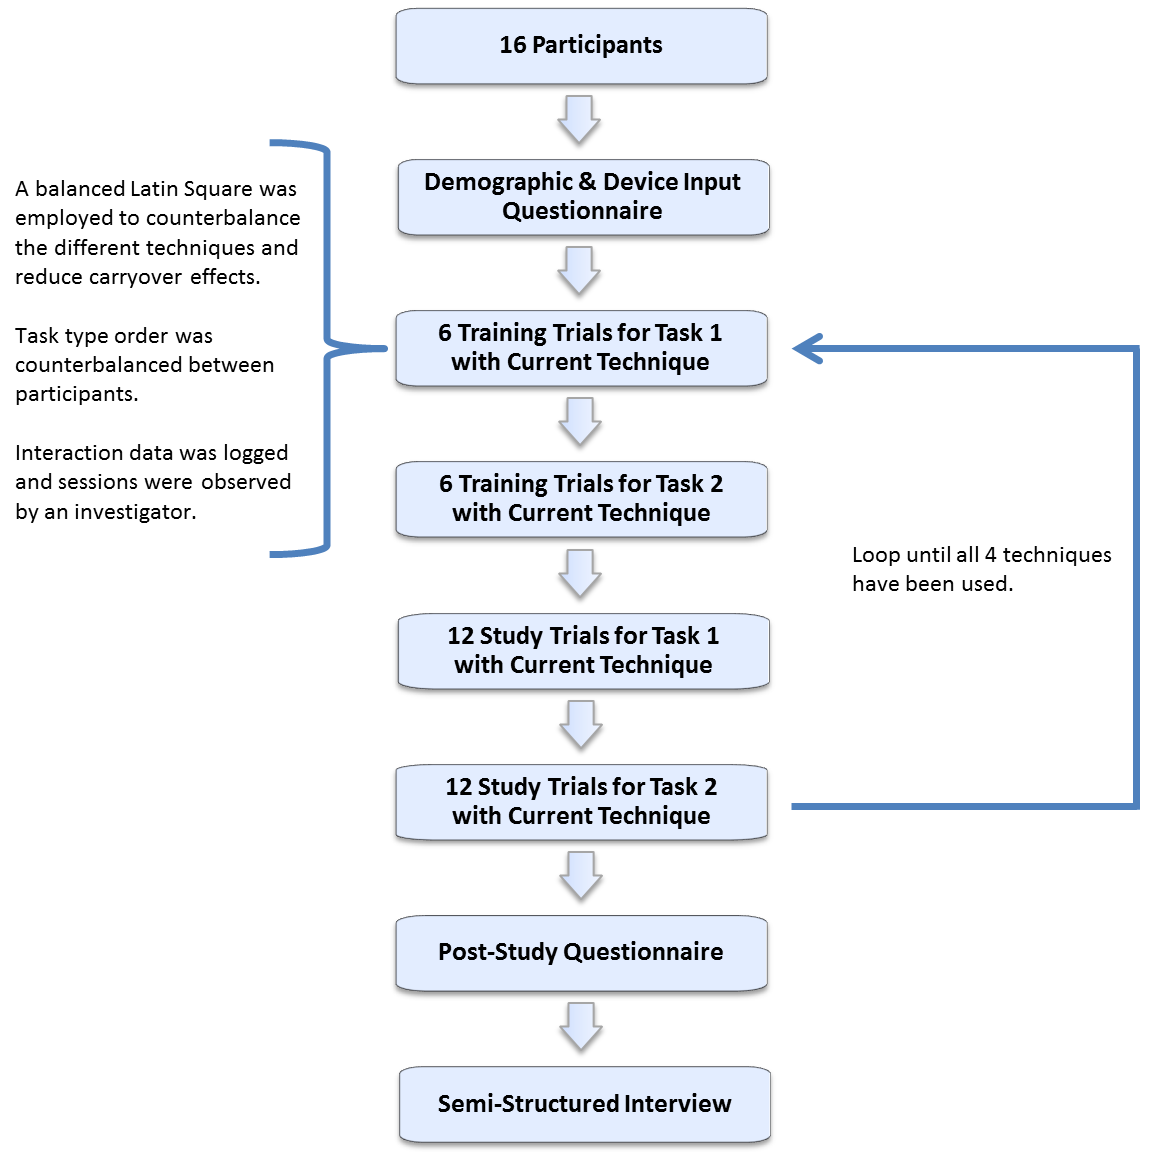 16 Participants
Demographic & Device Input
Questionnaire
A balanced Latin Square was
employed to counterbalance
the different techniques and
reduce carryover effects.
Task type order was
counterbalanced between
participants.
Interaction data was logged
and sessions were observed
by an investigator.
6 Training Trials for Task 1
with Current Technique
6 Training Trials for Task 2
with Current Technique
Loop until all 4 techniques
have been used.
12 Study Trials for Task 1
with Current Technique
12 Study Trials for Task 2
with Current Technique
Post-Study Questionnaire
Semi-Structured Interview